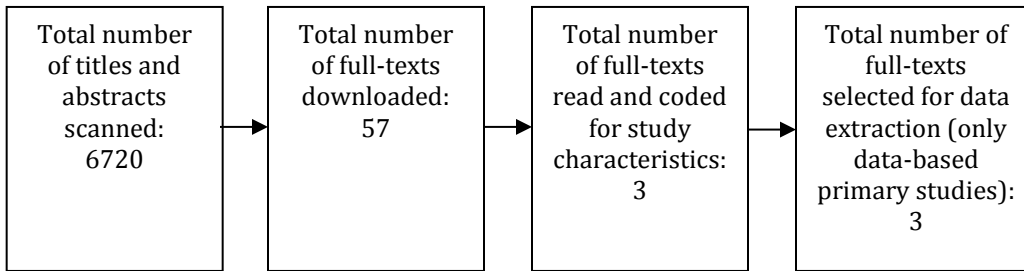 Total number
of titles and
abstracts
scanned:
6720
Total number
of full-texts
downloaded:
57
Total number
of full-texts
read and coded
for study
characteristics:
3
Total number of
full-texts
selected for data
extraction (only
data-based
primary studies):
3